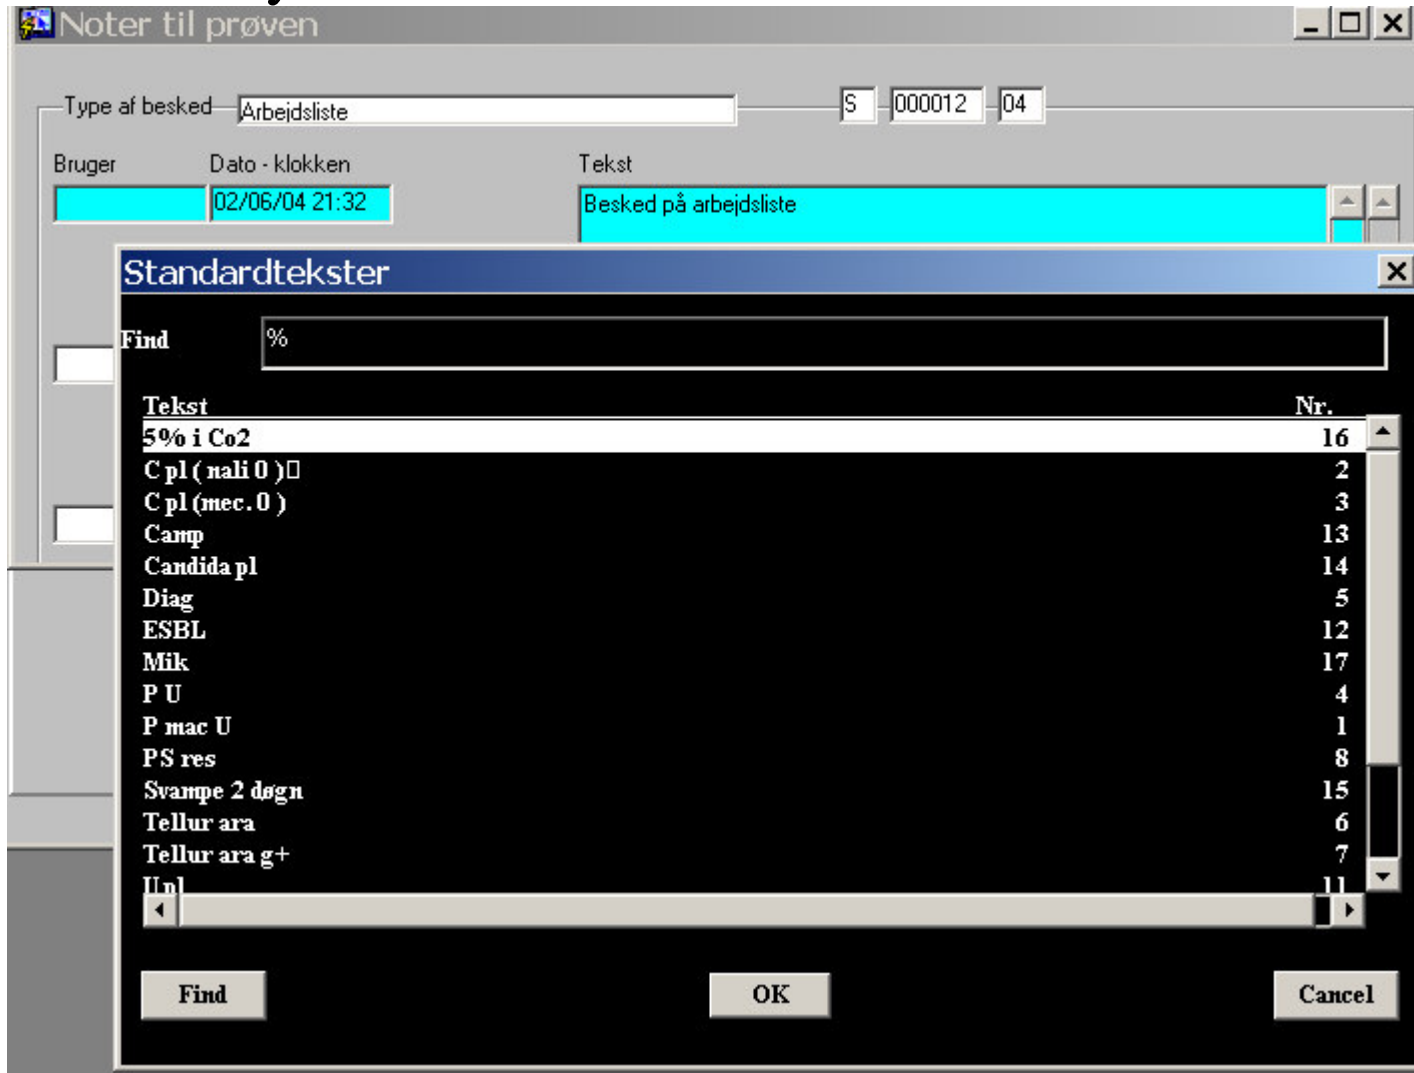 Noter til prøven
Type af besked Arbejdsliste S 000012 04
Bruger Dato - klokken Tekst
02/06/04 21:32 Besked på arbejdsliste
Standardtekster
Find %
Tekst Nr.
5% i Co2 16
C pl ( nali 0 )▯ 2
C pl (mec. 0 ) 3
Camp 13
Candida pl 14
Diag 5
ESBL 12
Mik 17
P U 4
P mac U 1
PS res 8
Svampe 2 døgn 15
Tellur ara 6
Tellur ara g+ 7
Upl 11
Find OK Cancel